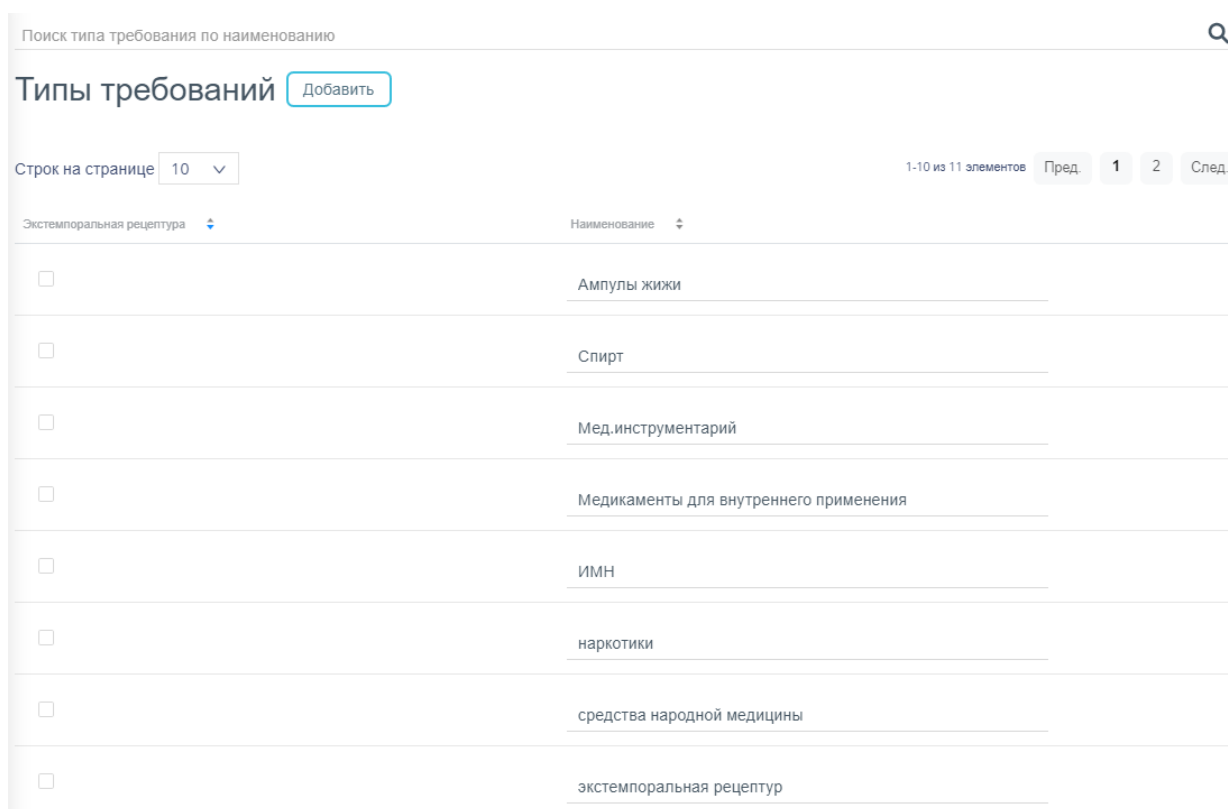 Поиск типа требования по наименованию
Типы требований Добавить
Строк на странице 10 1-10 из 11 элементов Пред. 1 2 След.
Экстемпоральная рецептура Наименование
Ампулы жижи
Спирт
Мед.инструментарий
Медикаменты для внутреннего применения
ИМН
наркотики
средства народной медицины
экстемпоральная рецептур